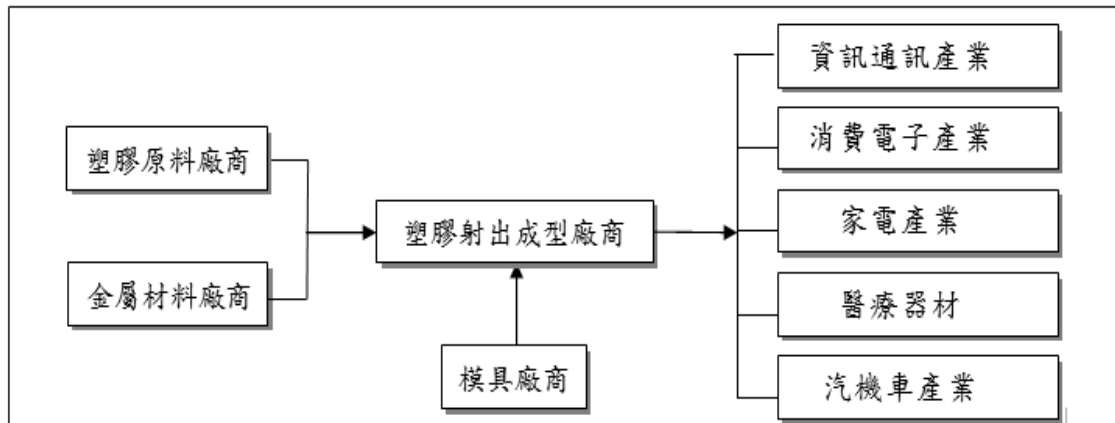 塑膠原料廠商
金屬材料廠商
塑膠射出成型廠商
模具廠商
資訊通訊產業
消費電子產業
家電產業
醫療器材
汽機車產業